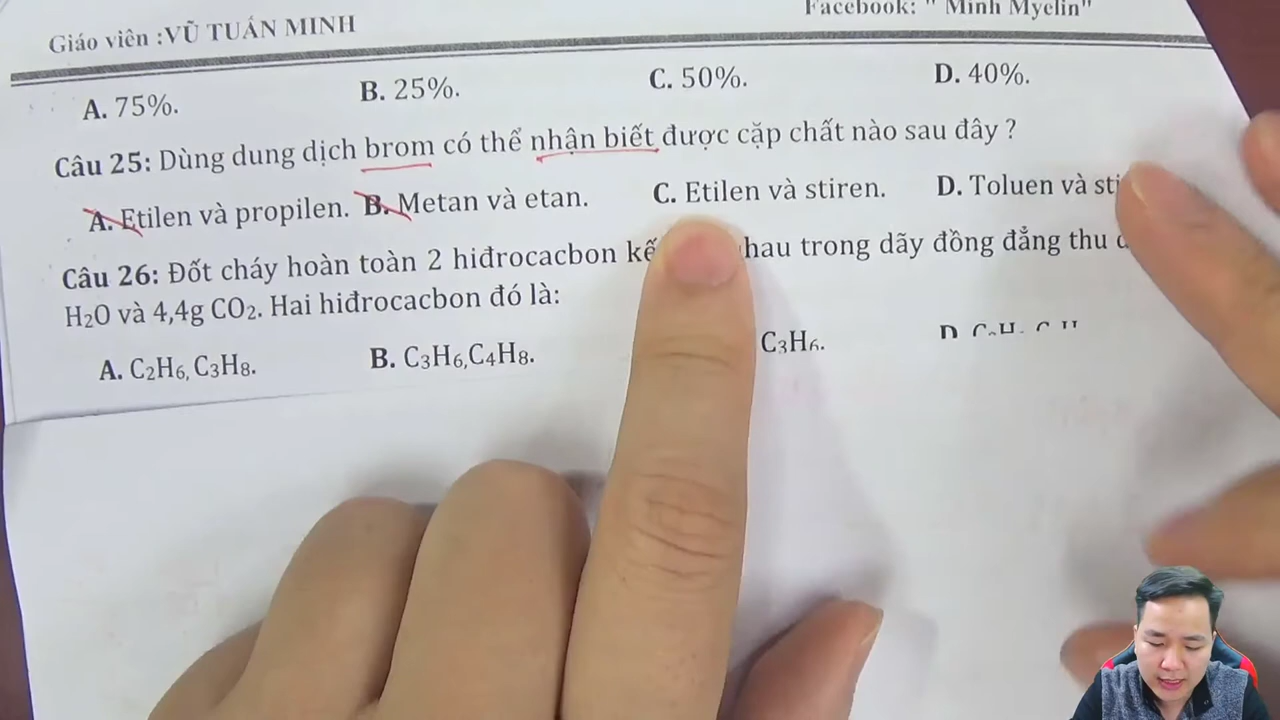 Giáo viên :VŨ TUẤN MINH
Facebook: " Minh Myelin"
A. 75%. B. 25%. C. 50%. D. 40%.
Câu 25: Dùng dung dịch brom có thể nhận biết được cặp chất nào sau đây ?
A. Etilen và propilen. B. Metan và etan. C. Etilen và stiren. D. Toluen và
Câu 26: Đốt cháy hoàn toàn 2 hiđrocacbon trong dãy đồng đẳng thu
H₂O và 4,4g CO₂. Hai hiđrocacbon đó là:
A. C₂H₆, C₃H₈. B. C₃H₆,C₄H₈. C₃H₆. D